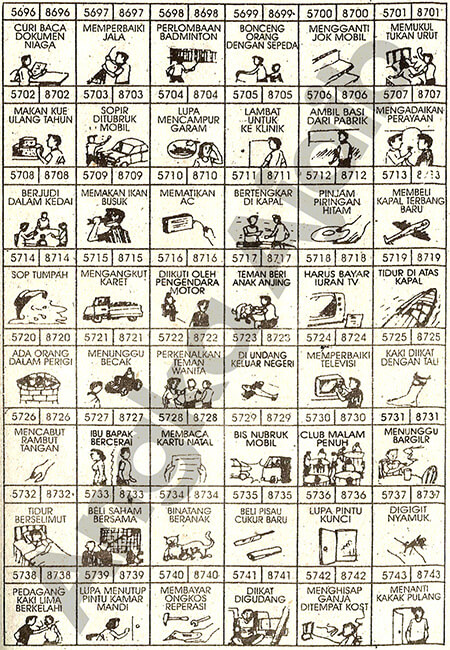 5696 8696 5697 8697 5698 8698 5699 8699 5700 8700 5701 8701
CURI BACA
DOKUMEN
NIAGA
MEMPERBAIKI
JALA
PERLOMBAAN
BADMINTON
BONCENG
ORANG
DENGAN SEPEDA
MENGGANTI
JOK MOBIL
MEMUKUL
TUKAN URUT
5702 8702 5703 8703 5704 8704 5705 8705 5706 8706 5707 8707
MAKAN KUE
ULANG TAHUN
SOPIR
DITUBRUK
MOBIL
LUPA
MENCAMPUR
GARAM
LAMBAT
UNTUK
KE KLINIK
AMBIL BASI
DARI PABRIK
MENGADAIKAN
PERAYAAN
5708 8708 5709 8709 5710 8710 5711 8711 5712 8712 5713 8713
BERJUDI
DALAM KEDAI
MEMAKAN IKAN
BUSUK
MEMATIKAN
AC
BERTENGKAR
DI KAPAL
PINJAM
PIRINGAN
HITAM
MEMBELI
KAPAL TERBANG
BARU
5714 8714 5715 8715 5716 8716 5717 8717 5718 8718 5719 8719
SOP TUMPAH
MENGANGKUT
KARET
DIIKUTI OLEH
PENGENDARA
MOTOR
TEMAN BERI
ANAK ANJING
HARUS BAYAR
IURAN TV
TIDUR DI ATAS
KAPAL
5720 8720 5721 8721 5722 8722 5723 8723 5724 8724 5725 8725
ADA ORANG
DALAM PERIGI
MENUNGGU
BECAK
PERKENALKAN
TEMAN
WANITA
DI UNDANG
KELUAR NEGERI
MEMPERBAIKI
TELEVISI
KAKI DIIKAT
DENGAN TALI
5726 8726 5727 8727 5728 8728 5729 8729 5730 8730 5731 8731
MENCABUT
RAMBUT
TANGAN
IBU BAPAK
BERCERAI
MEMBACA
KARTU NATAL
BIS NUBRUK
MOBIL
CLUB MALAM
PENUH
MENUNGGU
BARGILR
5732 8732 5733 8733 5734 8734 5735 8735 5736 8736 5737 8737
TIDUR
BERSELIMUT
BELI SAHAM
BERSAMA
BINATANG
BERANAK
BELI PISAU
CUKUR BARU
LUPA PINTU
KUNCI
DIGIGIT
NYAMUK
5738 8738 5739 8739 5740 8740 5741 8741 5742 8742 5743 8743
PEDAGANG
KAKI LIMA
BERKELAHI
LUPA MENUTUP
PINTU KAMAR
MANDI
MEMBAYAR
ONGKOS
REPERASI
DIIKAT
DIGUDANG
MENGHISAP
GANJA
DITEMPAT KOST
MENANTI
KAKAK PULANG